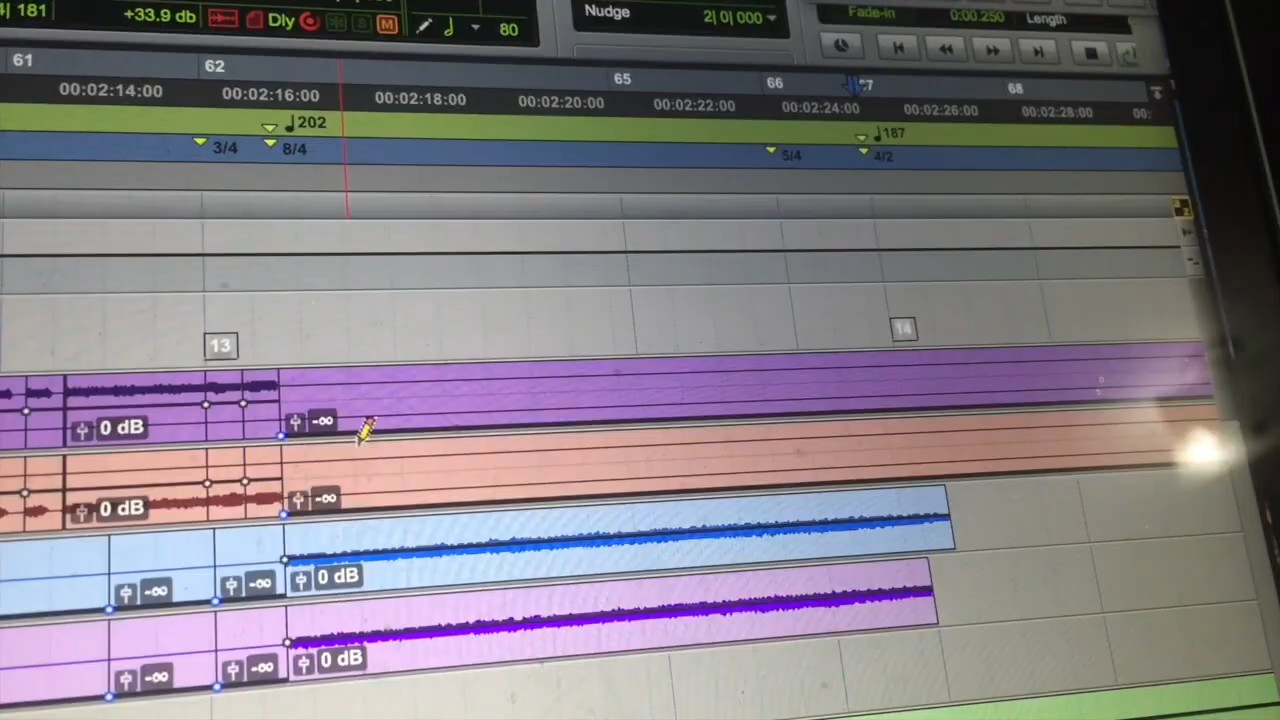 4| 181 +33.9 db Dly S M 80 Nudge 2| 0| 000 Fade-in 0:00.250 Length
61 62 65 66 67 68
00:02:14:00 00:02:16:00 00:02:18:00 00:02:20:00 00:02:22:00 00:02:24:00 00:02:26:00 00:02:28:00 00:
202 187
3/4 8/4 5/4 4/2
13 14
0 dB -∞
0 dB -∞
-∞ -∞ 0 dB
-∞ -∞ 0 dB